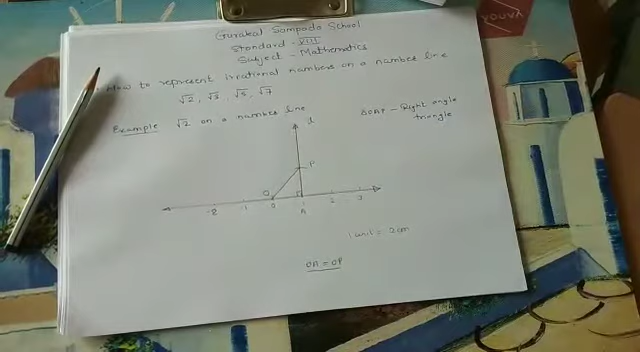 Gurukul Sampada School
Standard - VIII
Subject - Mathematics
How to represent irrational numbers on a number line
√2, √3, √5, √7
Example √2 on a number line
l
ΔOAP - Right angle
triangle
P
O
-2 -1 0 1 2 3
A
1 unit = 2cm
OA = OP
YOUVA